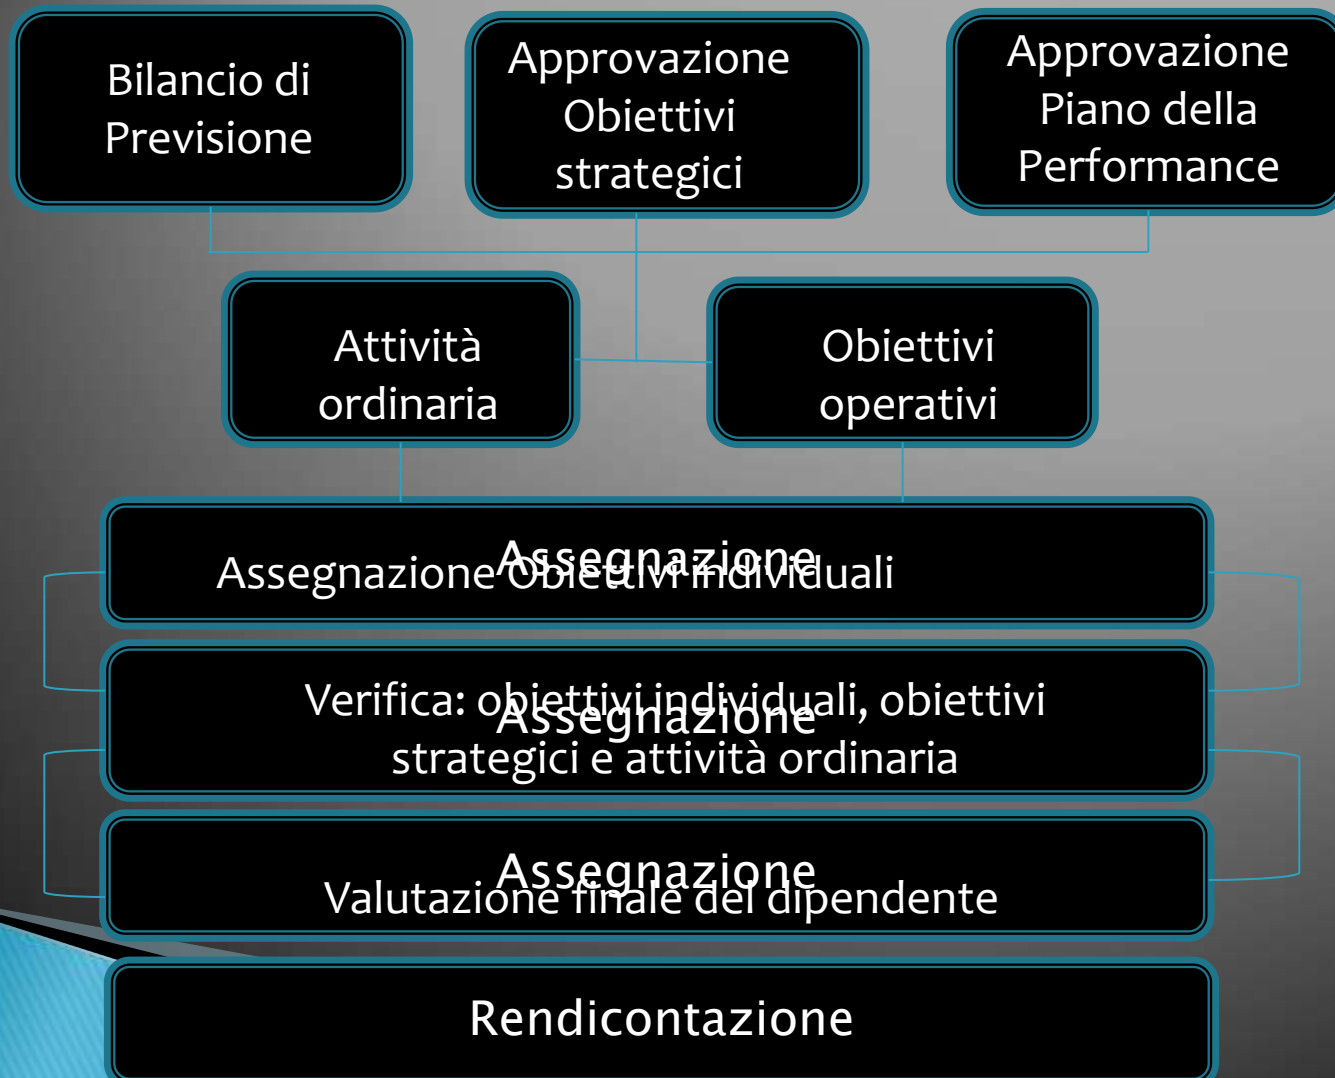 Bilancio di
Previsione
Approvazione
Obiettivi
strategici
Approvazione
Piano della
Performance
Attività
ordinaria
Obiettivi
operativi
Assegnazione
Assegnazione Obiettivi individuali
Verifica: obiettivi individuali, obiettivi
Assegnazione
strategici e attività ordinaria
Assegnazione
Valutazione finale del dipendente
Rendicontazione